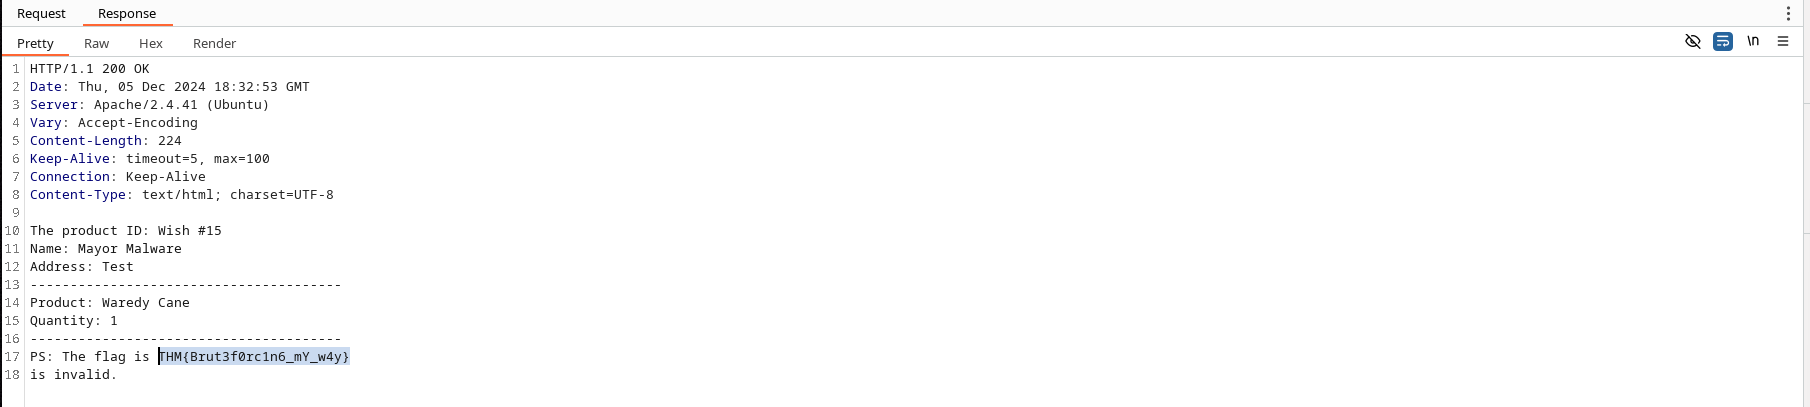 Request Response
Pretty Raw Hex Render \n
1 HTTP/1.1 200 OK
2 Date: Thu, 05 Dec 2024 18:32:53 GMT
3 Server: Apache/2.4.41 (Ubuntu)
4 Vary: Accept-Encoding
5 Content-Length: 224
6 Keep-Alive: timeout=5, max=100
7 Connection: Keep-Alive
8 Content-Type: text/html; charset=UTF-8
9
10 The product ID: Wish #15
11 Name: Mayor Malware
12 Address: Test
13 ---------------------------------------
14 Product: Waredy Cane
15 Quantity: 1
16 ---------------------------------------
17 PS: The flag is THM{Brut3f0rc1n6_mY_w4y}
18 is invalid.